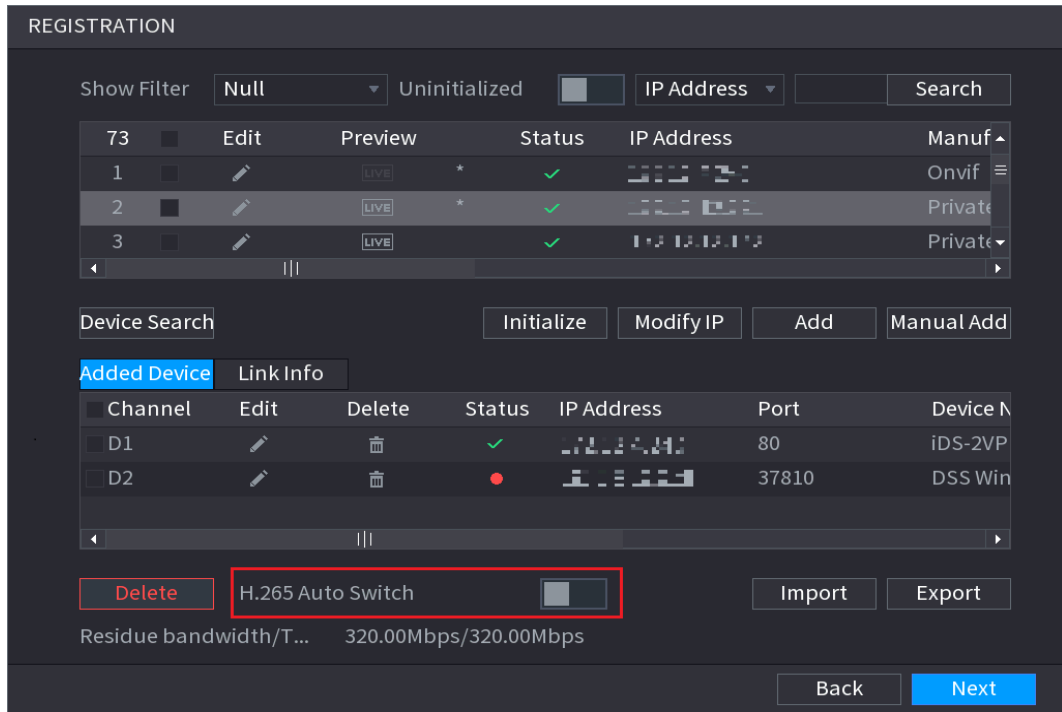 REGISTRATION
Show Filter Null Uninitialized IP Address Search
73 Edit Preview Status IP Address Manuf
1 LIVE * Onvif
2 LIVE * Private
3 LIVE Private
Device Search Initialize Modify IP Add Manual Add
Added Device Link Info
Channel Edit Delete Status IP Address Port Device N
D1 80 iDS-2VP
D2 37810 DSS Win
Delete H.265 Auto Switch Import Export
Residue bandwidth/T... 320.00Mbps/320.00Mbps
Back Next